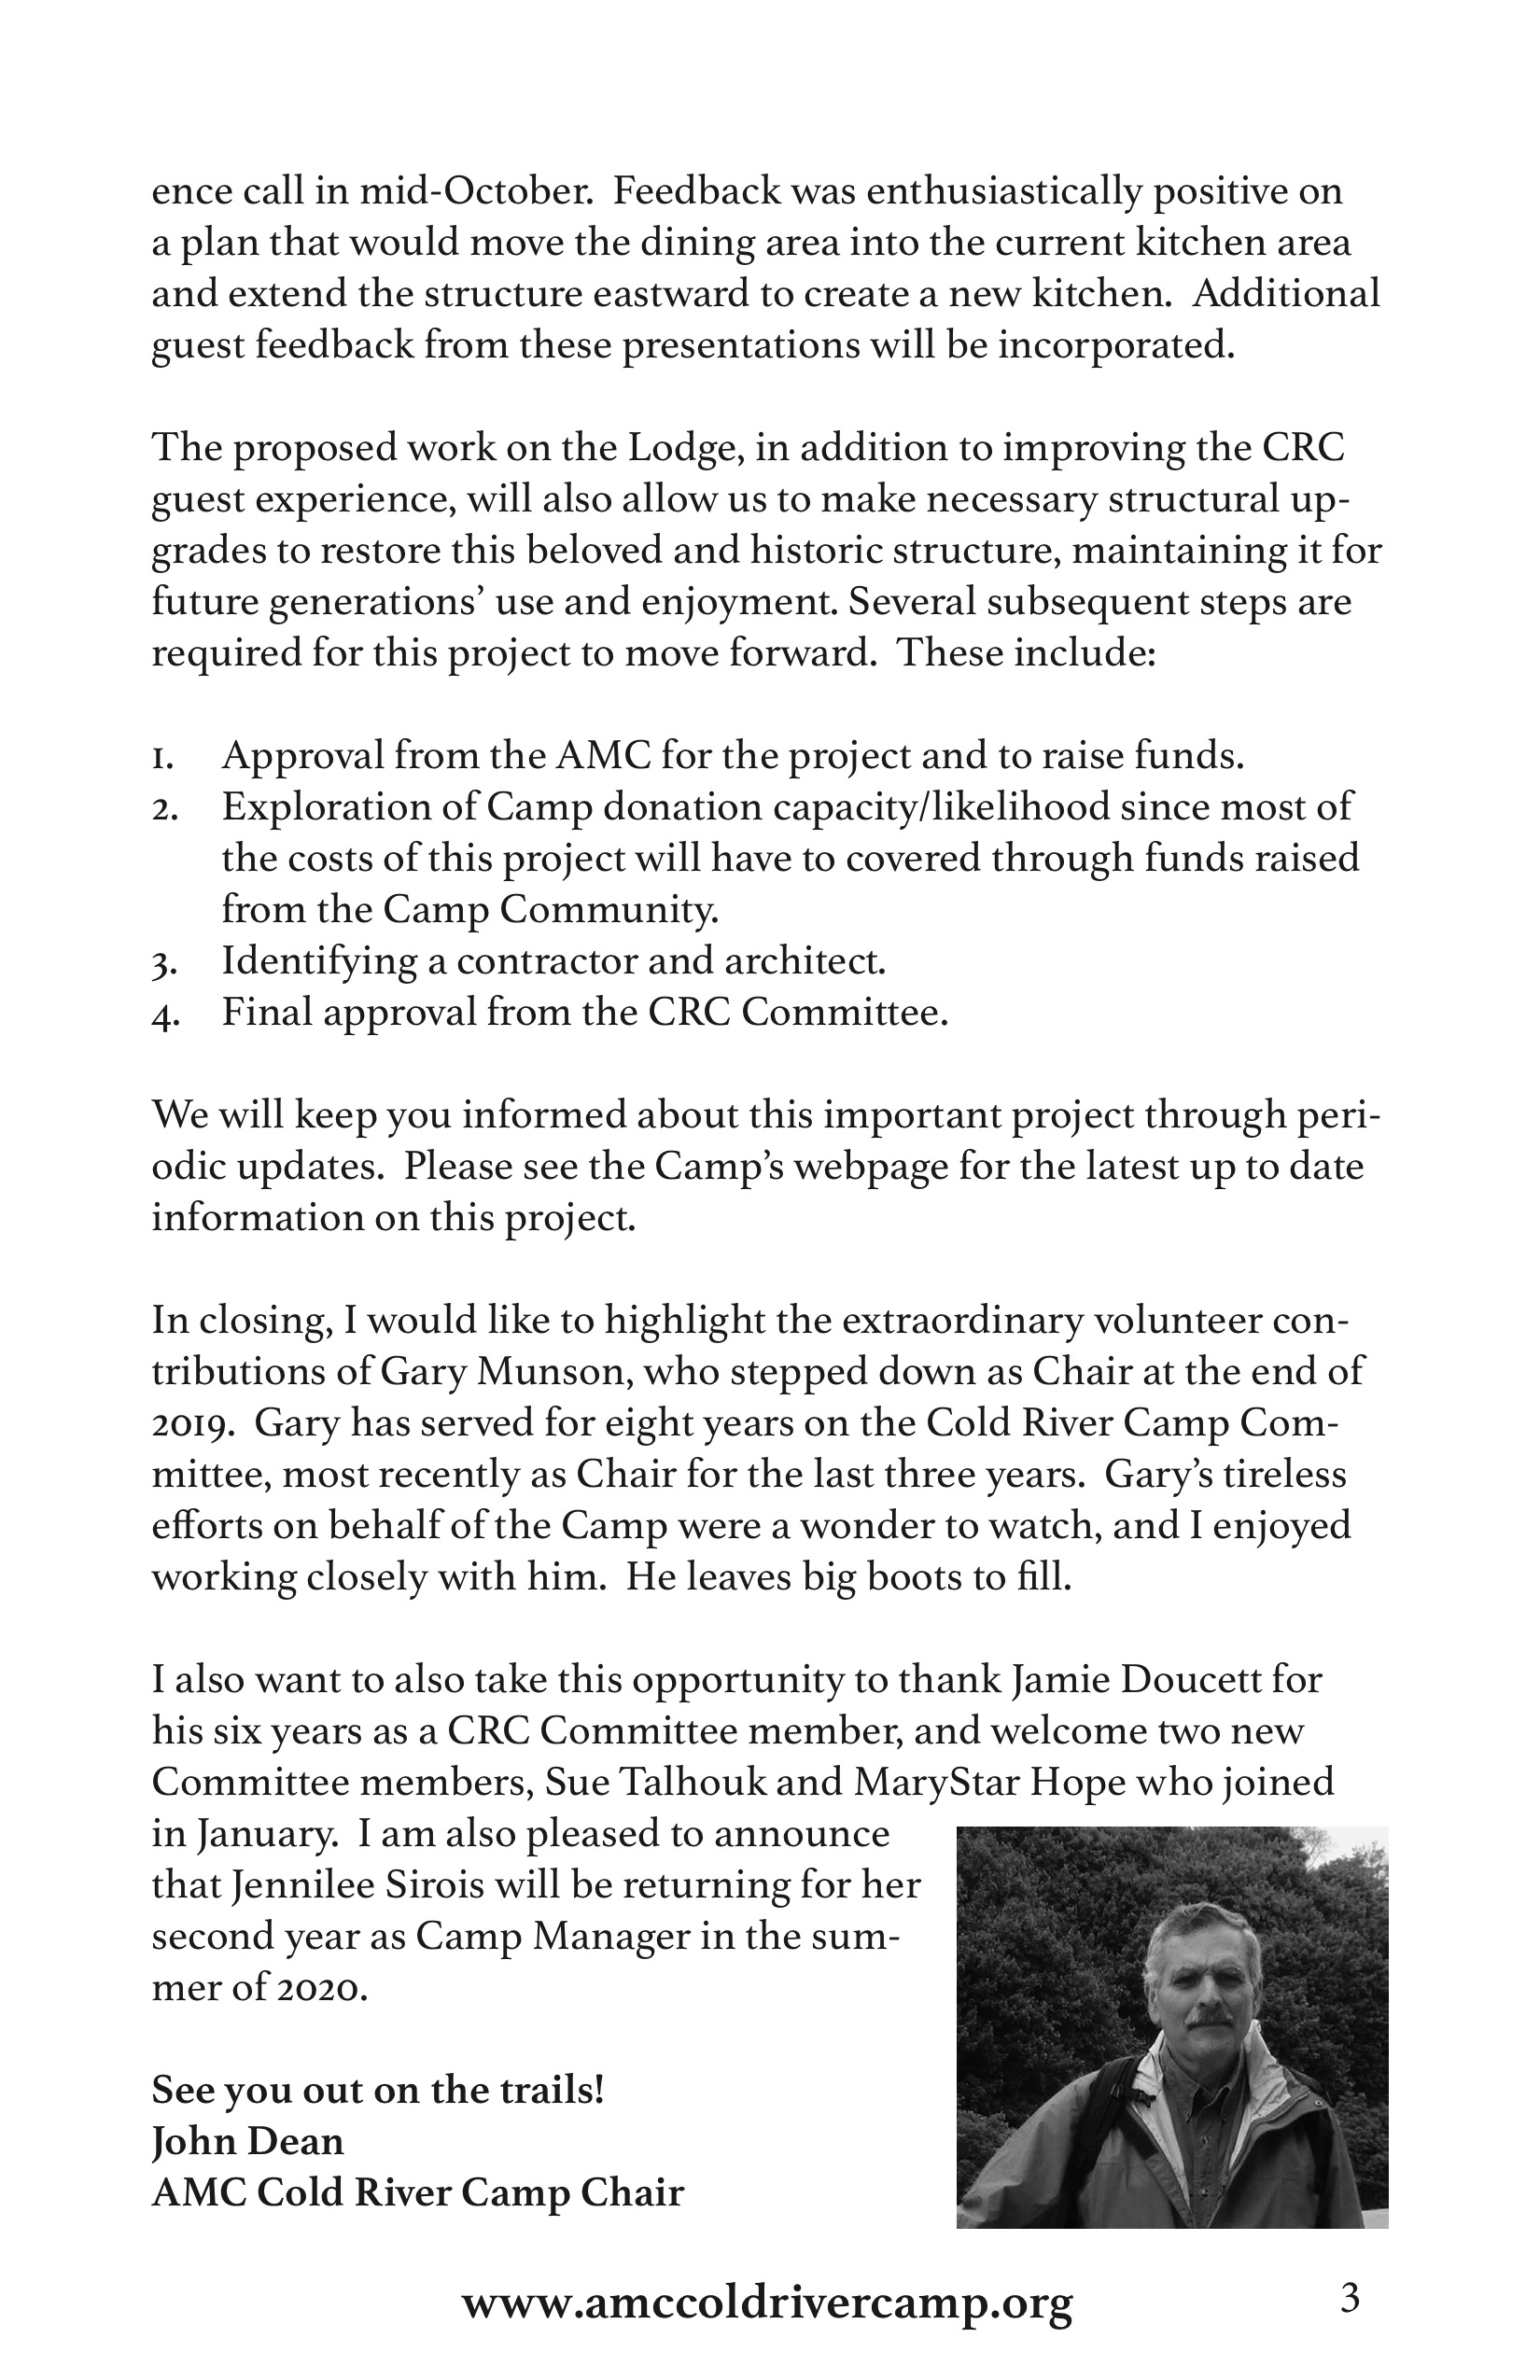 ence call in mid-October.  Feedback was enthusiastically positive on
a plan that would move the dining area into the current kitchen area
and extend the structure eastward to create a new kitchen.  Additional
guest feedback from these presentations will be incorporated.
The proposed work on the Lodge, in addition to improving the CRC
guest experience, will also allow us to make necessary structural up-
grades to restore this beloved and historic structure, maintaining it for
future generations’ use and enjoyment. Several subsequent steps are
required for this project to move forward.  These include:
1. Approval from the AMC for the project and to raise funds.
2. Exploration of Camp donation capacity/likelihood since most of
the costs of this project will have to covered through funds raised
from the Camp Community.
3. Identifying a contractor and architect.
4. Final approval from the CRC Committee.
We will keep you informed about this important project through peri-
odic updates.  Please see the Camp’s webpage for the latest up to date
information on this project.
In closing, I would like to highlight the extraordinary volunteer con-
tributions of Gary Munson, who stepped down as Chair at the end of
2019.  Gary has served for eight years on the Cold River Camp Com-
mittee, most recently as Chair for the last three years.  Gary’s tireless
efforts on behalf of the Camp were a wonder to watch, and I enjoyed
working closely with him.  He leaves big boots to fill.
I also want to also take this opportunity to thank Jamie Doucett for
his six years as a CRC Committee member, and welcome two new
Committee members, Sue Talhouk and MaryStar Hope who joined
in January.  I am also pleased to announce
that Jennilee Sirois will be returning for her
second year as Camp Manager in the sum-
mer of 2020.
See you out on the trails!
John Dean
AMC Cold River Camp Chair
www.amccoldrivercamp.org 3